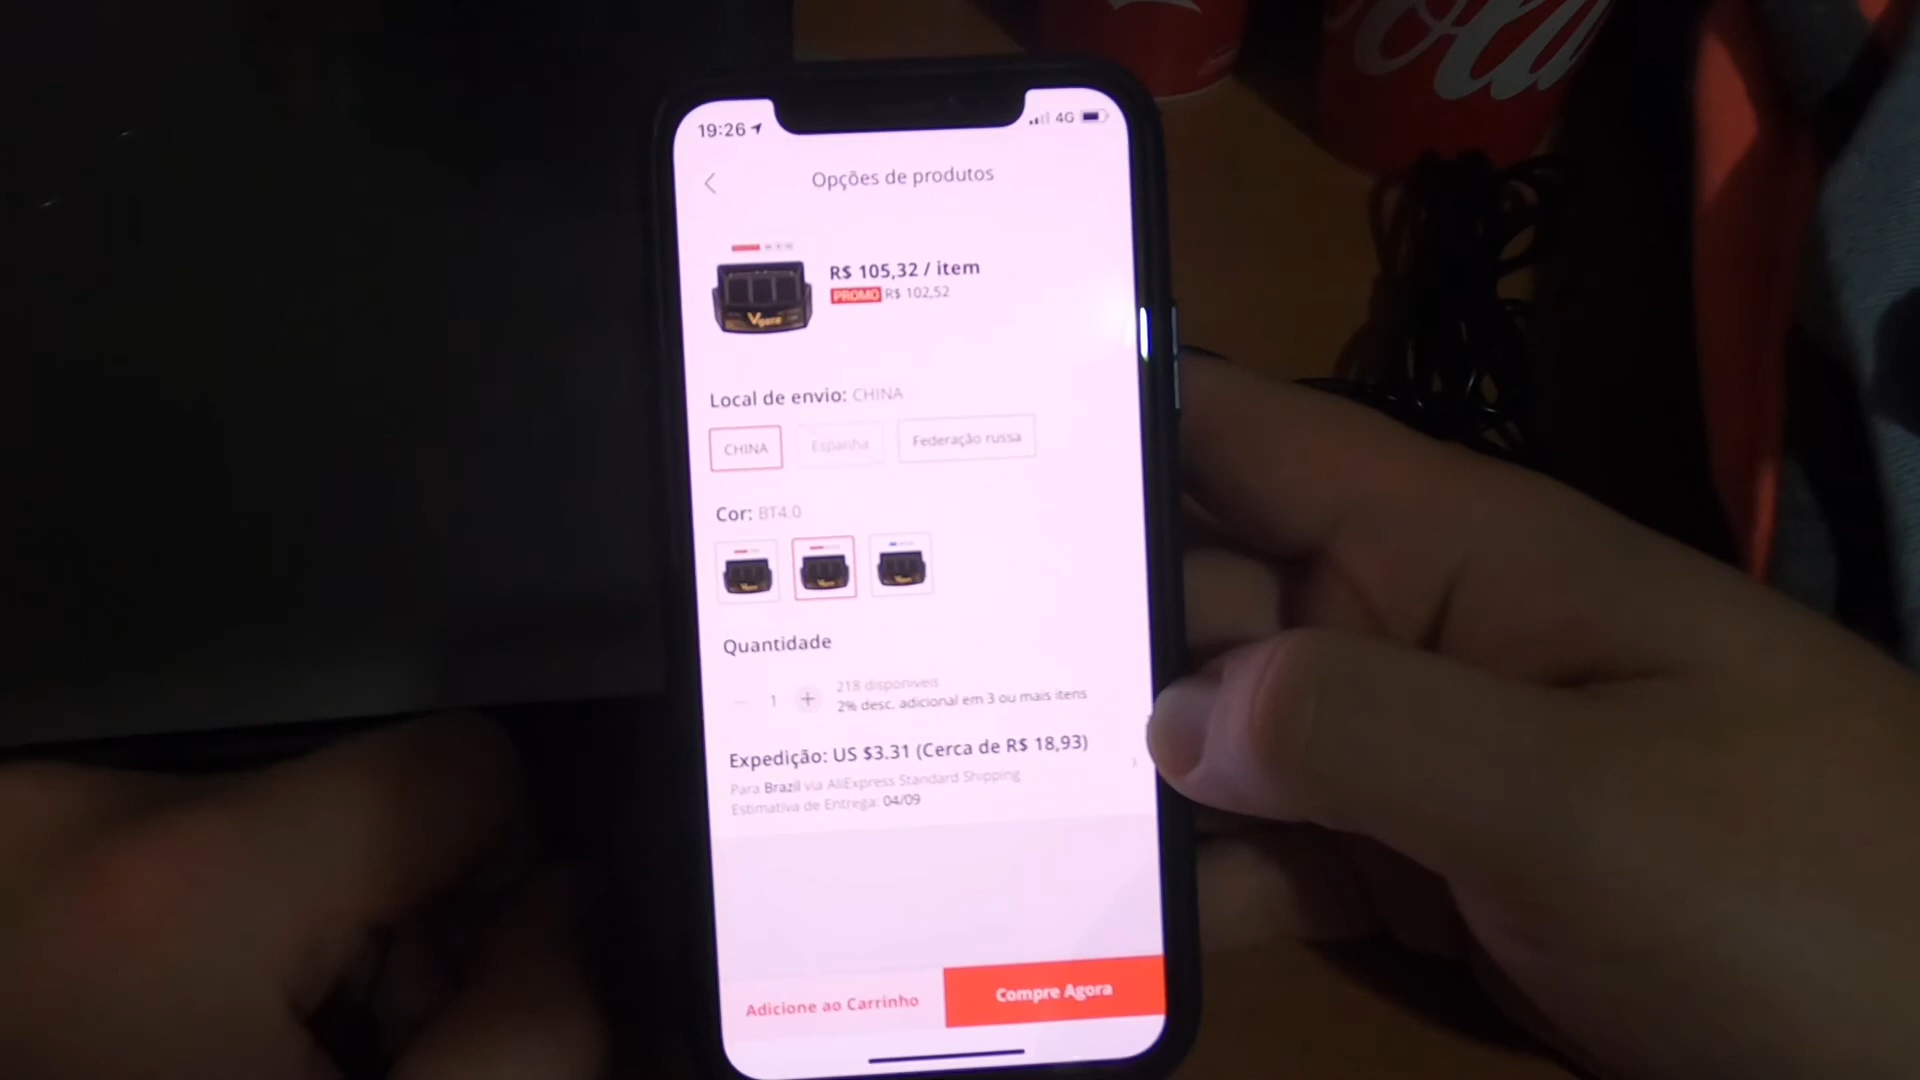 Cola
19:26
4G
Opções de produtos
R$ 105,32 / item
PROMO R$ 102,52
Vgate
Local de envio: CHINA
CHINA
Espanha
Federação russa
Cor: BT4.0
Quantidade
1 +
218 disponíveis
2% desc. adicional em 3 ou mais itens
Expedição: US $3.31 (Cerca de R$ 18,93)
Para Brazil via AliExpress Standard Shipping
Estimativa de Entrega: 04/09
Adicione ao Carrinho
Compre Agora